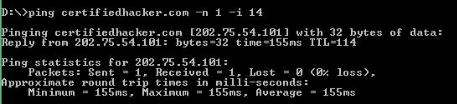 D:\>ping certifiedhacker.com -n 1 -i 14
Pinging certifiedhacker.com [202.75.54.101] with 32 bytes of data:
Reply from 202.75.54.101: bytes=32 time=155ms TTL=114
Ping statistics for 202.75.54.101:
Packets: Sent = 1, Received = 1, Lost = 0 (0% loss),
Approximate round trip times in milli-seconds:
Minimum = 155ms, Maximum = 155ms, Average = 155ms